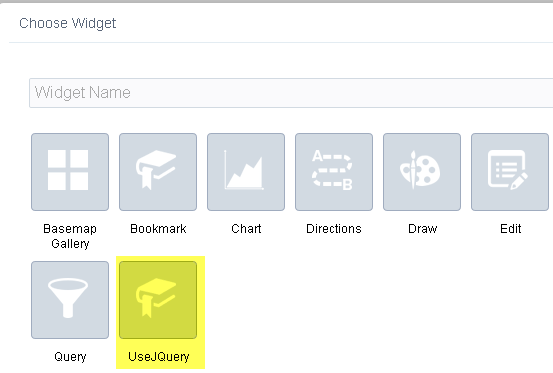 Choose Widget
Widget Name
A
B
Basemap
Gallery
Bookmark
Chart
Directions
Draw
Edit
Query
UseJQuery